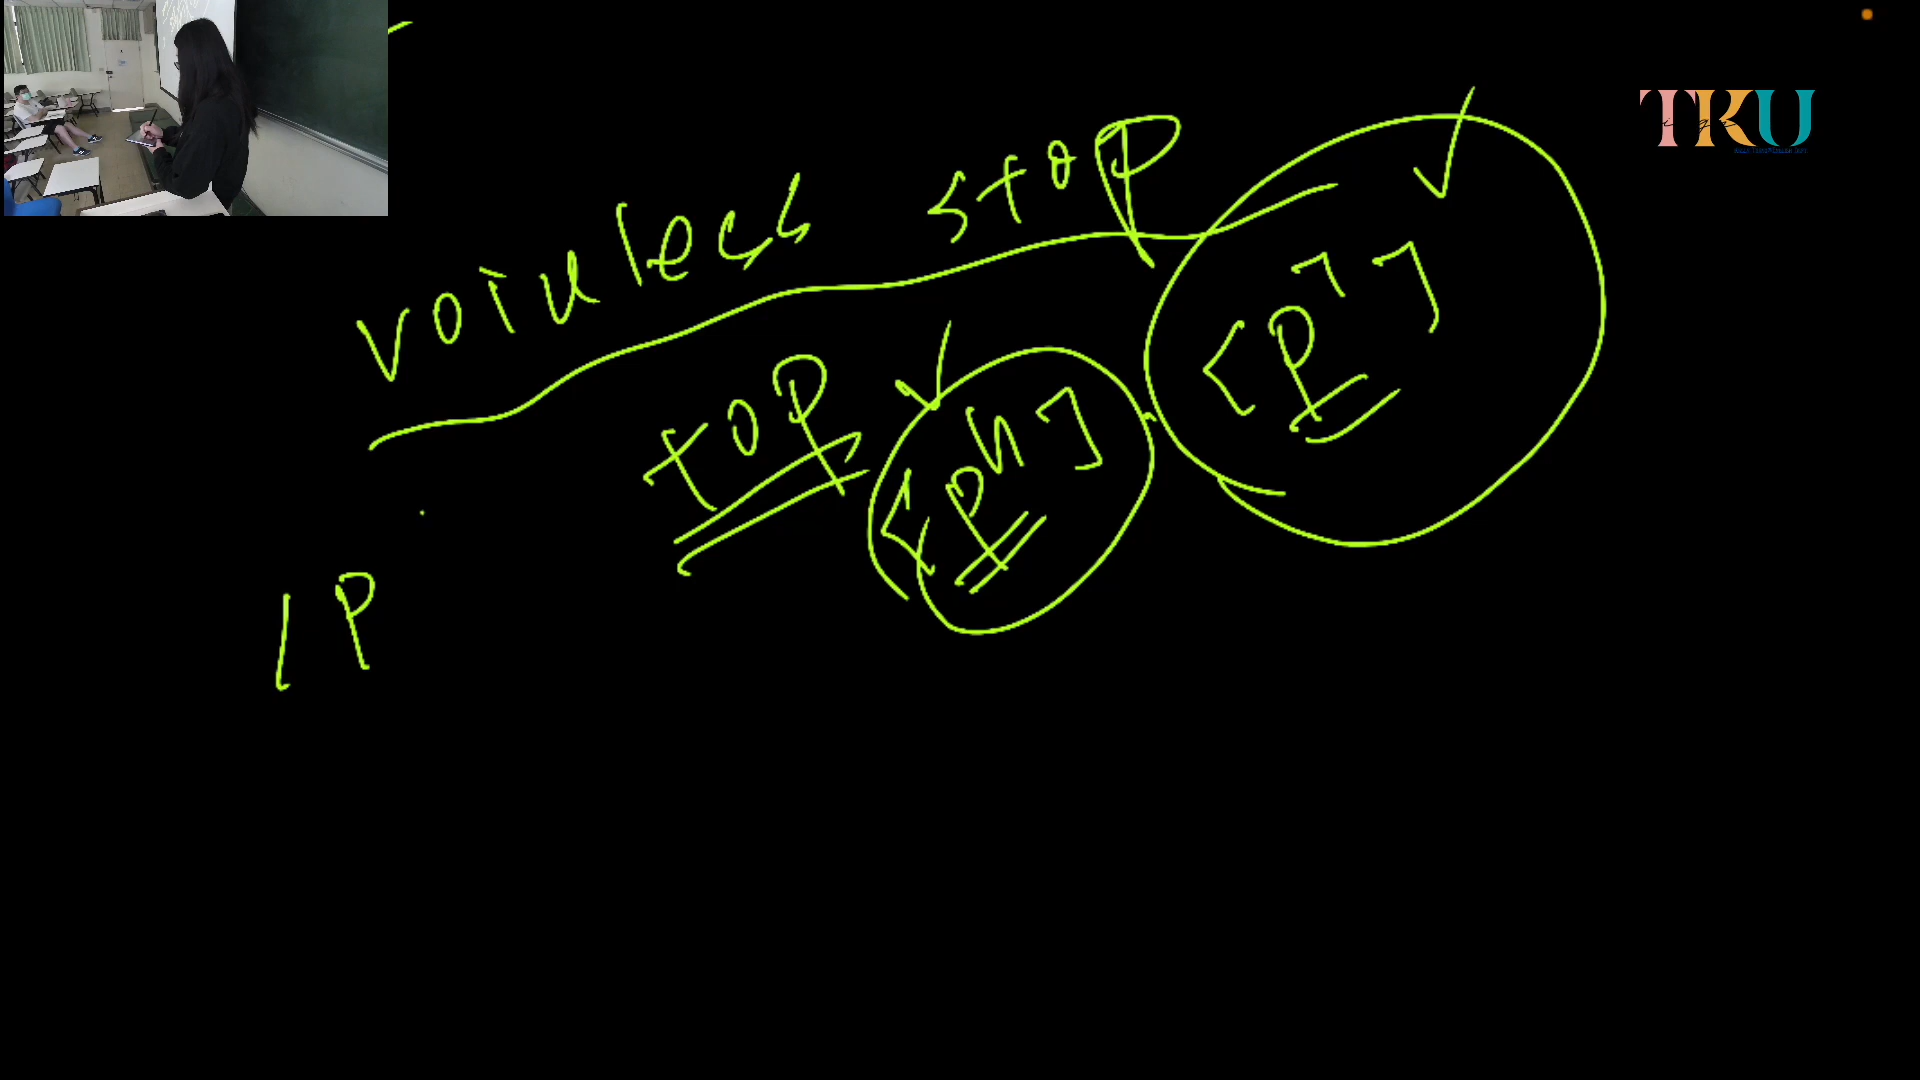 TKU
voiceless stop
top [pʰ] [p̚]
/p